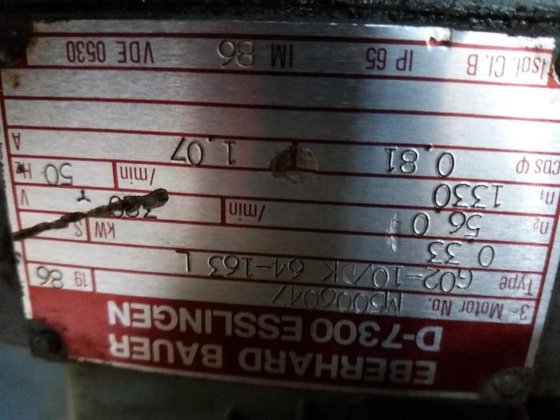 EBERHARD BAUER
D-7300 ESSLINGEN
3~ Motor No. M5006047
Type G02-10/DK 64-163 L 19 86
0.33 kW S
n₂ 56.0 /min V
n₁ 1330 /min 50 Hz
cos φ 0.81 1.07 A
Isol. Cl. B IP 65 IM B6 VDE 0530